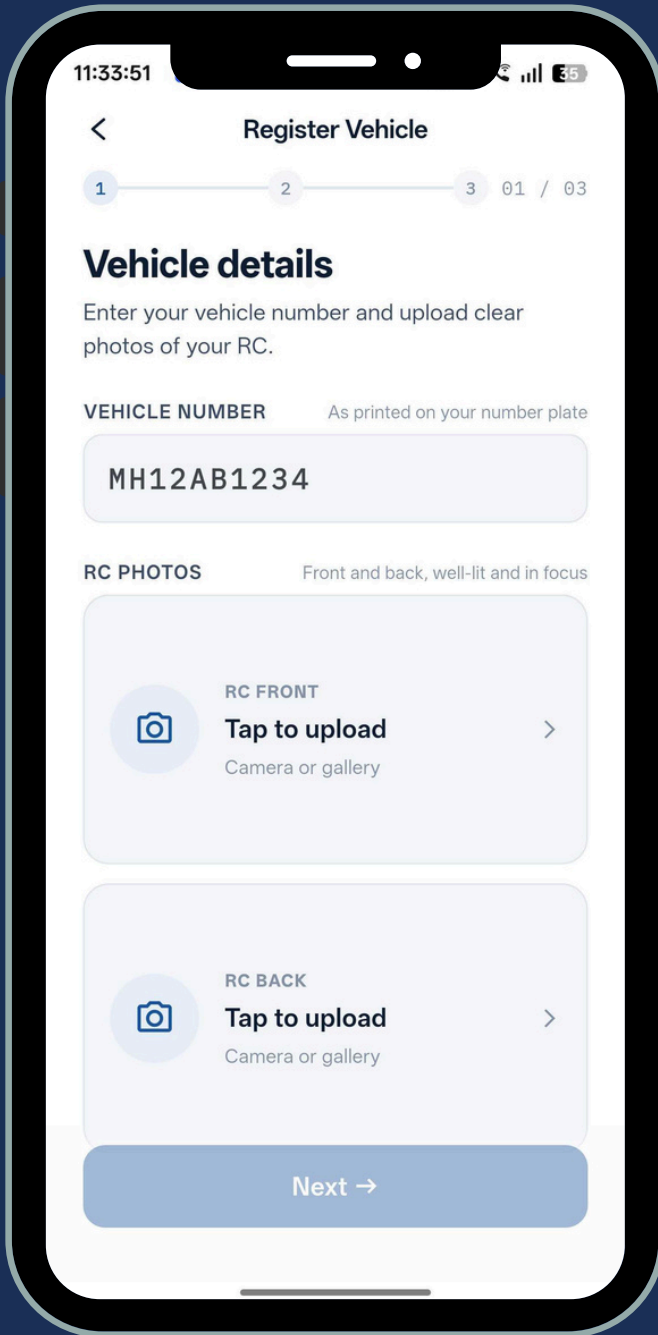 11:33:51
35
Register Vehicle
1 2 3 01 / 03
Vehicle details
Enter your vehicle number and upload clear
photos of your RC.
VEHICLE NUMBER As printed on your number plate
MH12AB1234
RC PHOTOS Front and back, well-lit and in focus
RC FRONT
Tap to upload
Camera or gallery
RC BACK
Tap to upload
Camera or gallery
Next →